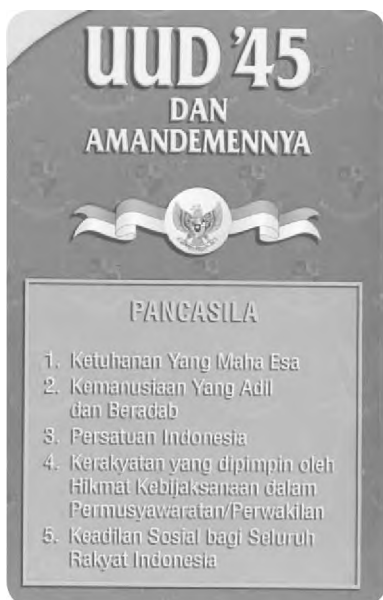 UUD '45
DAN
AMANDEMENNYA
PANCASILA
1. Ketuhanan Yang Maha Esa
2. Kemanusiaan Yang Adil
dan Beradab
3. Persatuan Indonesia
4. Kerakyatan yang dipimpin oleh
Hikmat Kebijaksanaan dalam
Permusyawaratan/Perwakilan
5. Keadilan Sosial bagi Seluruh
Rakyat Indonesia